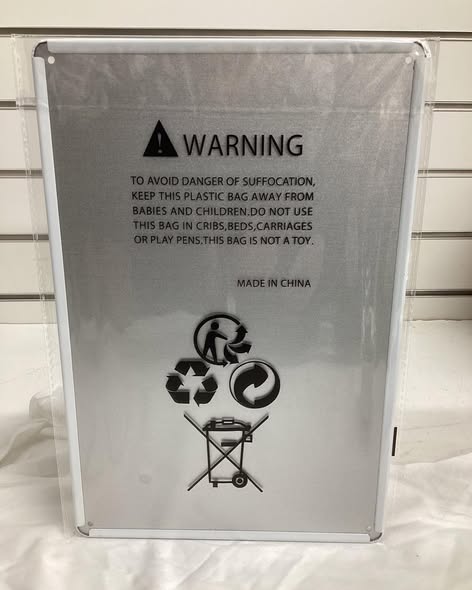 WARNING
TO AVOID DANGER OF SUFFOCATION,
KEEP THIS PLASTIC BAG AWAY FROM
BABIES AND CHILDREN.DO NOT USE
THIS BAG IN CRIBS,BEDS,CARRIAGES
OR PLAY PENS.THIS BAG IS NOT A TOY.
MADE IN CHINA